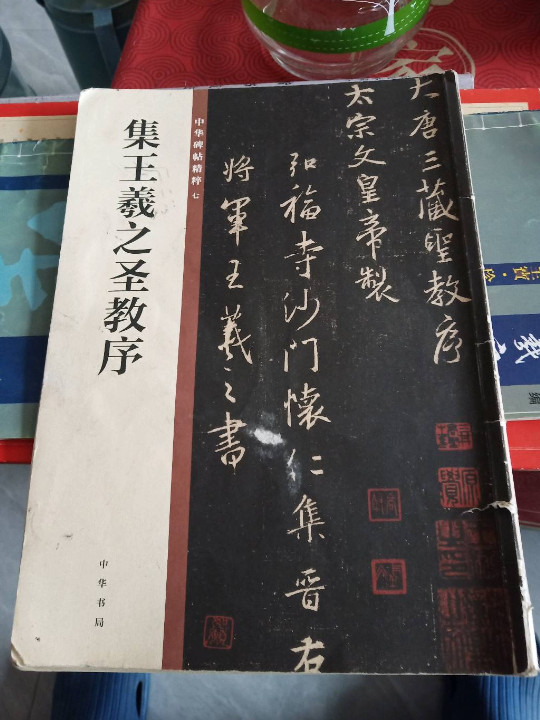 集王羲之圣教序
中华碑帖精粹 七
中华书局
大唐三藏聖教序
太宗文皇帝製
弘福寺沙门懷仁集晋右
将軍王羲之書